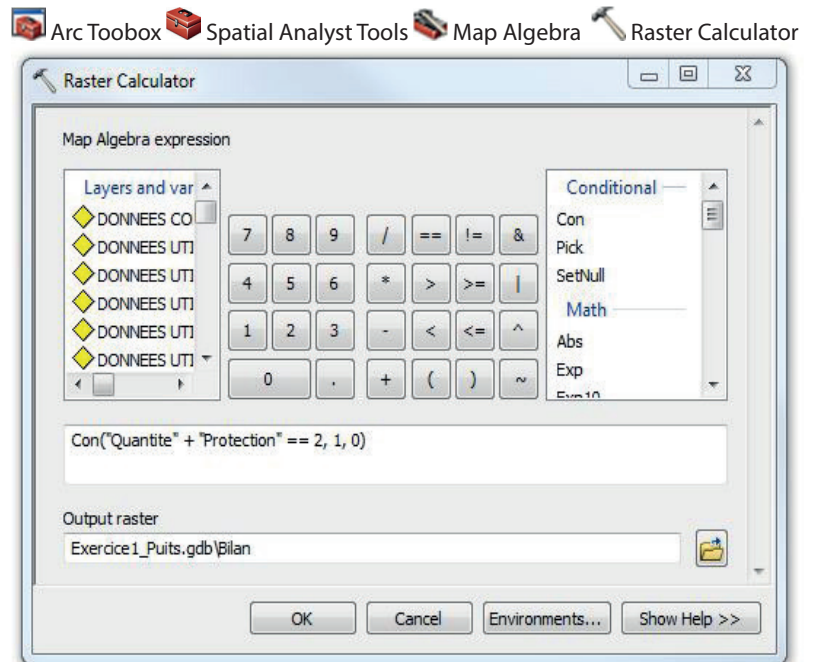 Arc Toobox Spatial Analyst Tools Map Algebra Raster Calculator
Raster Calculator
Map Algebra expression
Layers and var
DONNEES CO
DONNEES UTI
DONNEES UTI
DONNEES UTI
DONNEES UTI
DONNEES UTI
7 8 9 / == != &
4 5 6 * > >= |
1 2 3 - < <= ^
0 . + ( ) ~
Conditional
Con
Pick
SetNull
Math
Abs
Exp
Exp10
Con("Quantite" + "Protection" == 2, 1, 0)
Output raster
Exercice1_Puits.gdb\Bilan
OK Cancel Environments... Show Help >>